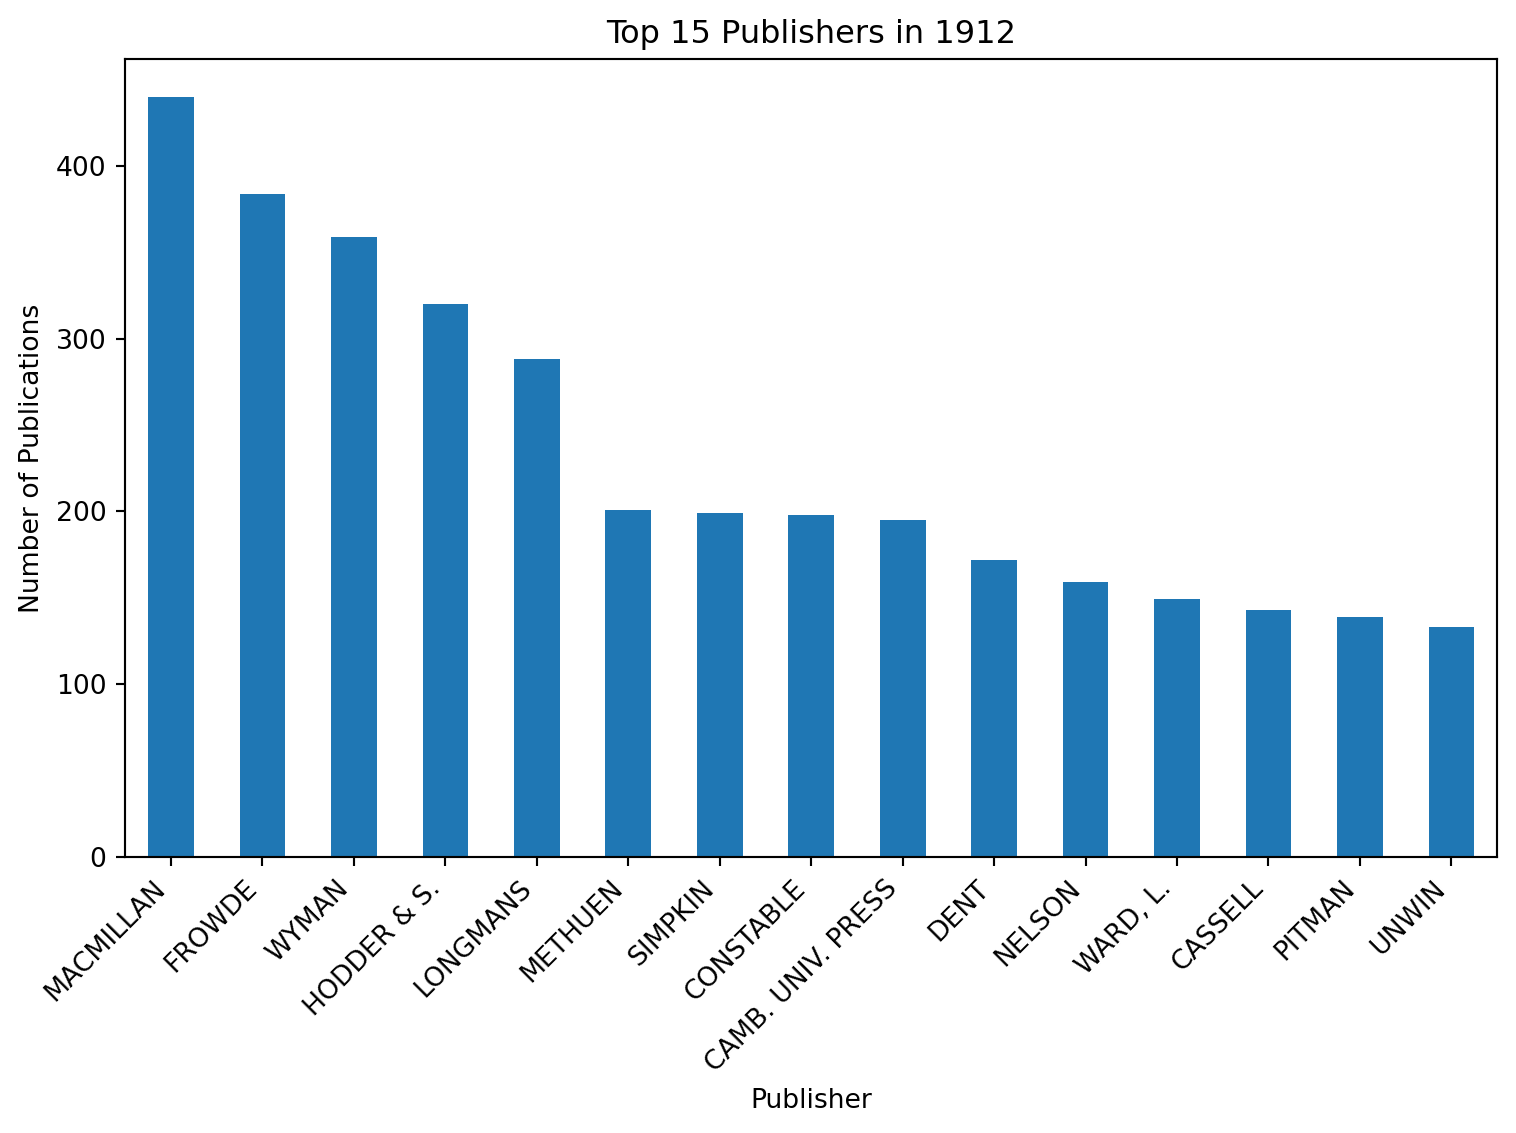 Top 15 Publishers in 1912
Number of Publications
400
300
200
100
0
MACMILLAN
FROWDE
WYMAN
HODDER & S.
LONGMANS
METHUEN
SIMPKIN
CONSTABLE
CAMB. UNIV. PRESS
DENT
NELSON
WARD, L.
CASSELL
PITMAN
UNWIN
Publisher